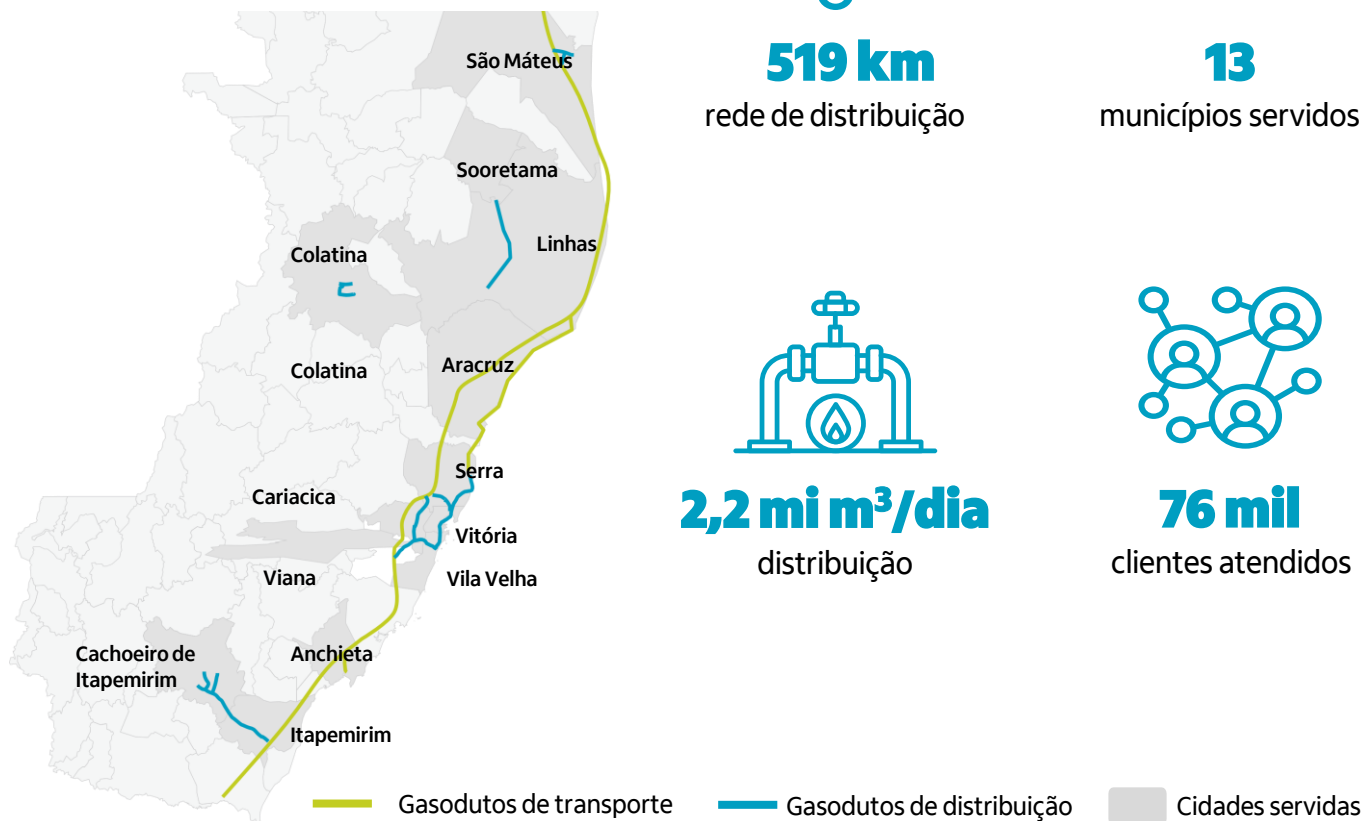 São Máteus
Sooretama
Linhas
Colatina
Colatina
Aracruz
Serra
Cariacica
Vitória
Viana
Vila Velha
Cachoeiro de
Itapemirim
Anchieta
Itapemirim
519 km
rede de distribuição
13
municípios servidos
2,2 mi m³/dia
distribuição
76 mil
clientes atendidos
Gasodutos de transporte
Gasodutos de distribuição
Cidades servidas